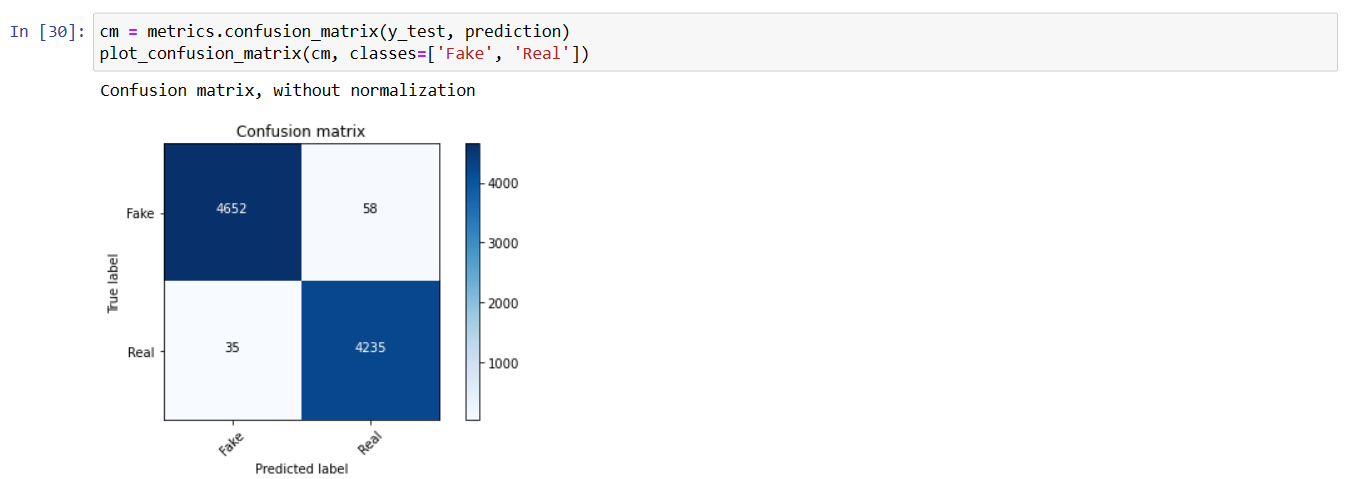 In [30]: cm = metrics.confusion_matrix(y_test, prediction)
plot_confusion_matrix(cm, classes=['Fake', 'Real'])
Confusion matrix, without normalization
Confusion matrix
Fake 4652 58
Real 35 4235
True label
Fake Real
Predicted label
4000
3000
2000
1000